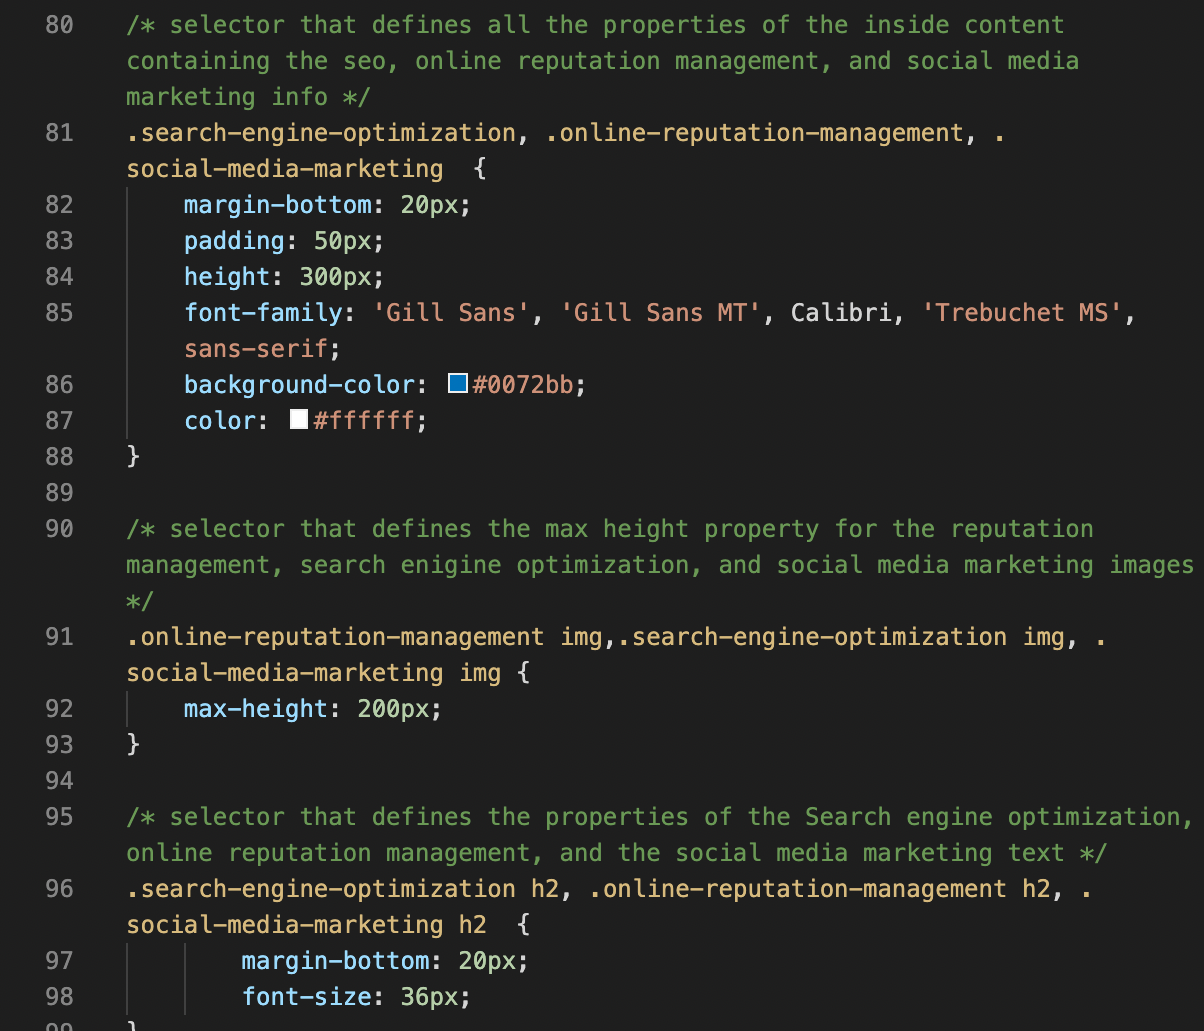 80 /* selector that defines all the properties of the inside content
containing the seo, online reputation management, and social media
marketing info */
81 .search-engine-optimization, .online-reputation-management, .
social-media-marketing  {
82 margin-bottom: 20px;
83 padding: 50px;
84 height: 300px;
85 font-family: 'Gill Sans', 'Gill Sans MT', Calibri, 'Trebuchet MS',
sans-serif;
86 background-color: #0072bb;
87 color: #ffffff;
88 }
89
90 /* selector that defines the max height property for the reputation
management, search enigine optimization, and social media marketing images
*/
91 .online-reputation-management img,.search-engine-optimization img, .
social-media-marketing img {
92 max-height: 200px;
93 }
94
95 /* selector that defines the properties of the Search engine optimization,
online reputation management, and the social media marketing text */
96 .search-engine-optimization h2, .online-reputation-management h2, .
social-media-marketing h2  {
97 margin-bottom: 20px;
98 font-size: 36px;
99 }